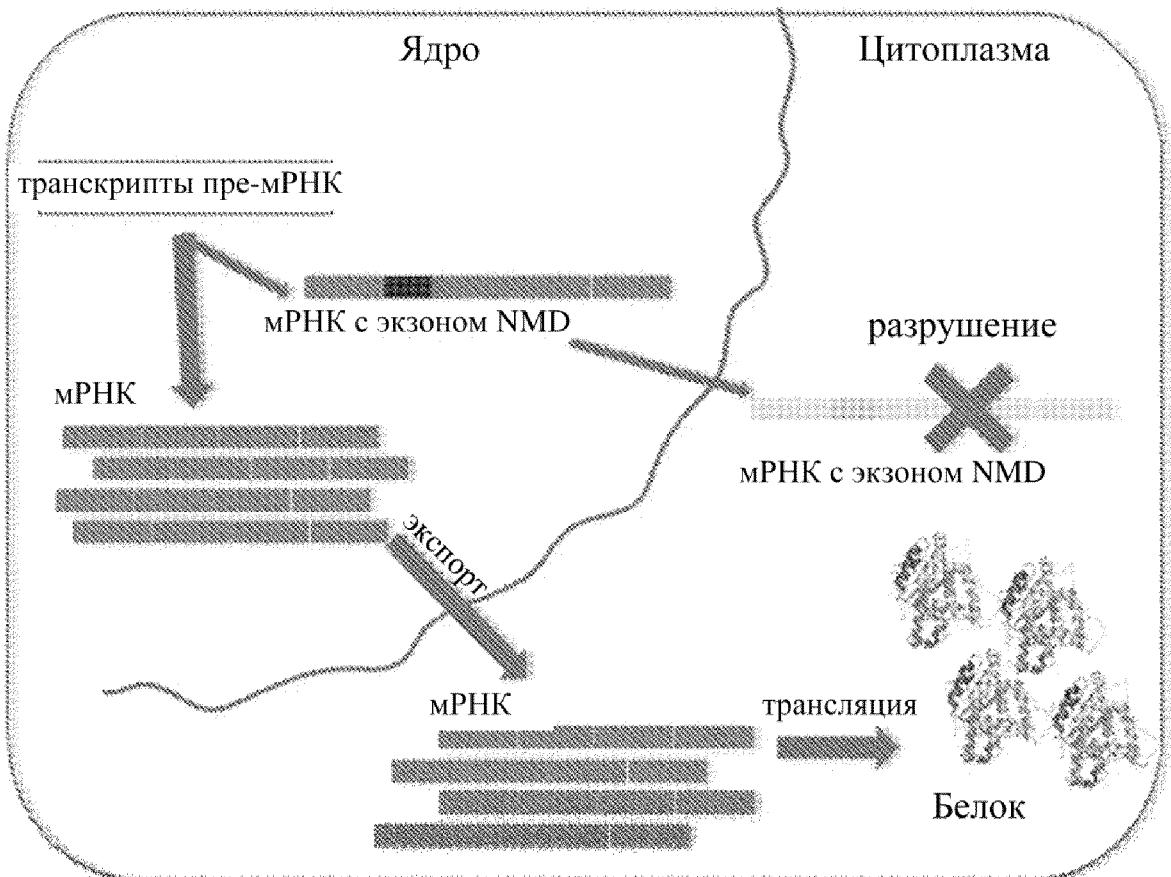 Ядро
Цитоплазма
транскрипты пре-мРНК
мРНК с экзоном NMD
разрушение
мРНК
мРНК с экзоном NMD
экспорт
мРНК
трансляция
Белок